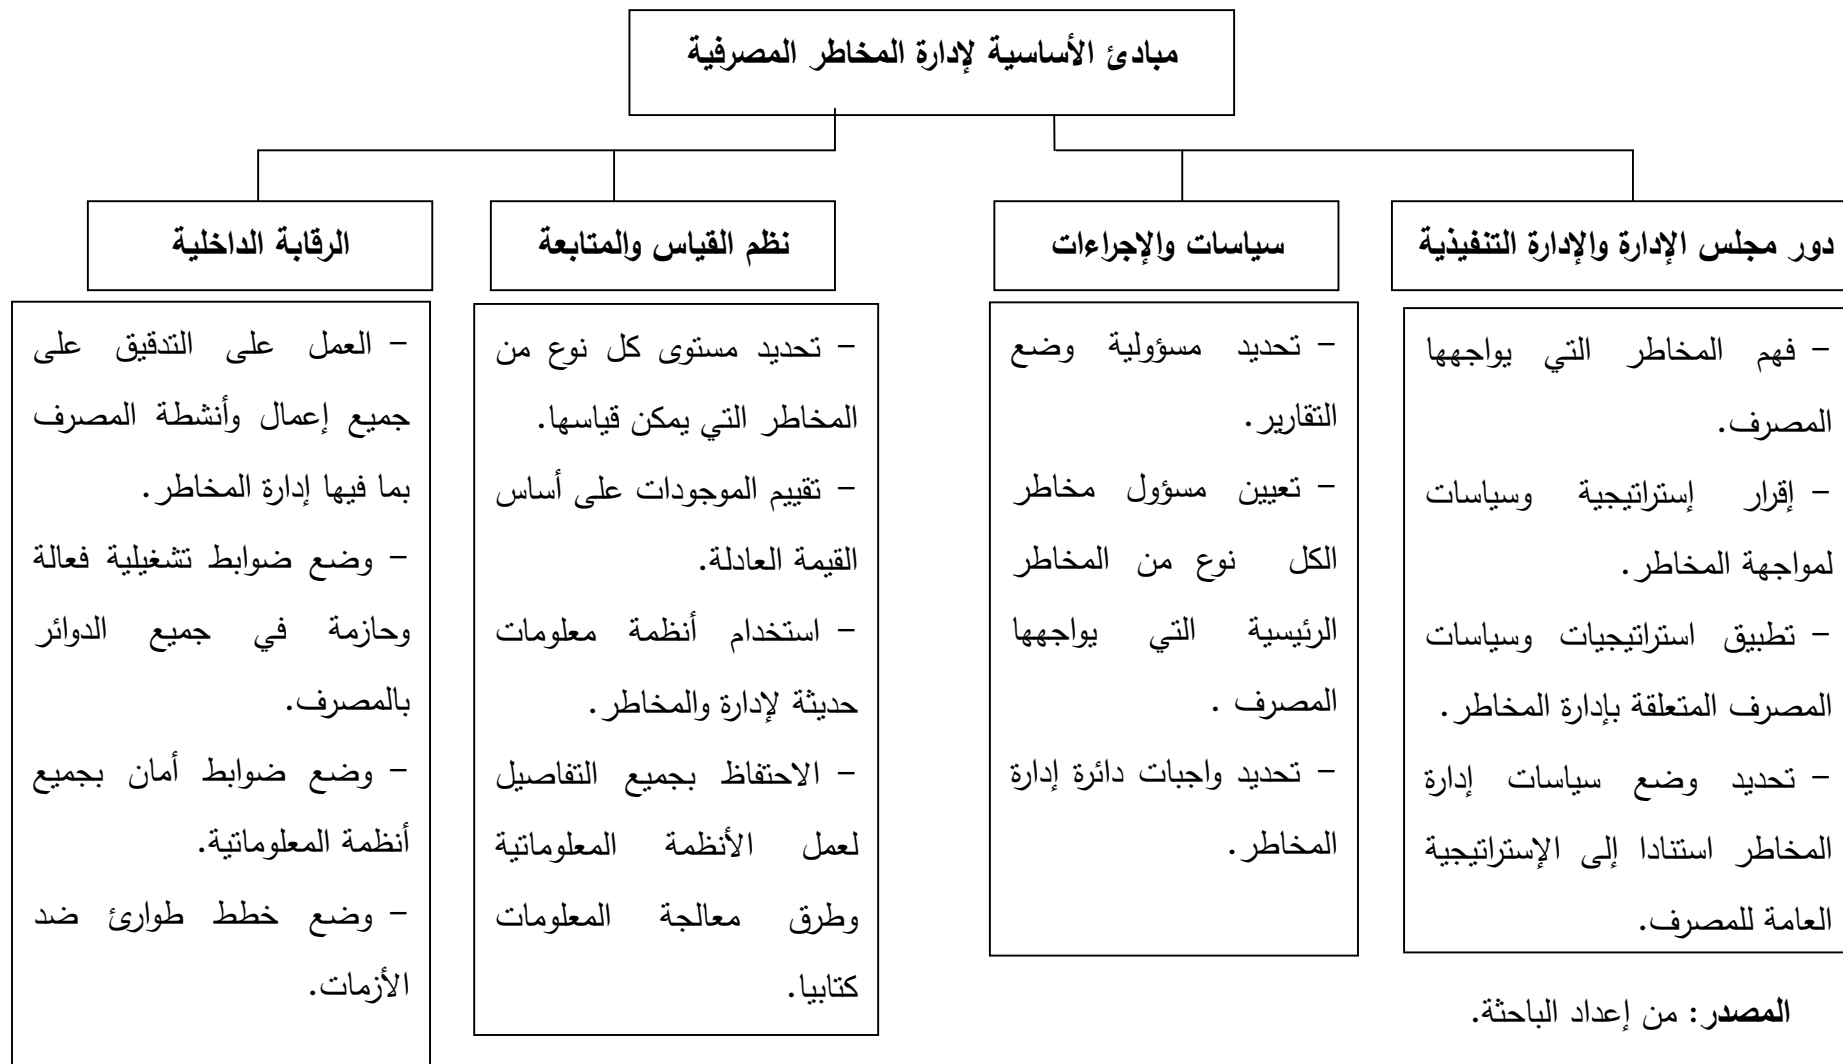 مبادئ الأساسية لإدارة المخاطر المصرفية
دور مجلس الإدارة والإدارة التنفيذية
- فهم المخاطر التي يواجهها
المصرف.
- إقرار إستراتيجية وسياسات
لمواجهة المخاطر.
- تطبيق استراتيجيات وسياسات
المصرف المتعلقة بإدارة المخاطر.
- تحديد وضع سياسات إدارة
المخاطر استنادا إلى الإستراتيجية
العامة للمصرف.
سياسات والإجراءات
- تحديد مسؤولية وضع
التقارير.
- تعيين مسؤول مخاطر
الكل نوع من المخاطر
الرئيسية التي يواجهها
المصرف .
- تحديد واجبات دائرة إدارة
المخاطر.
نظم القياس والمتابعة
- تحديد مستوى كل نوع من
المخاطر التي يمكن قياسها.
- تقييم الموجودات على أساس
القيمة العادلة.
- استخدام أنظمة معلومات
حديثة لإدارة والمخاطر.
- الاحتفاظ بجميع التفاصيل
لعمل الأنظمة المعلوماتية
وطرق معالجة المعلومات
كتابيا.
الرقابة الداخلية
- العمل على التدقيق على
جميع إعمال وأنشطة المصرف
بما فيها إدارة المخاطر.
- وضع ضوابط تشغيلية فعالة
وحازمة في جميع الدوائر
بالمصرف.
- وضع ضوابط أمان بجميع
أنظمة المعلوماتية.
- وضع خطط طوارئ ضد
الأزمات.
المصدر: من إعداد الباحثة.